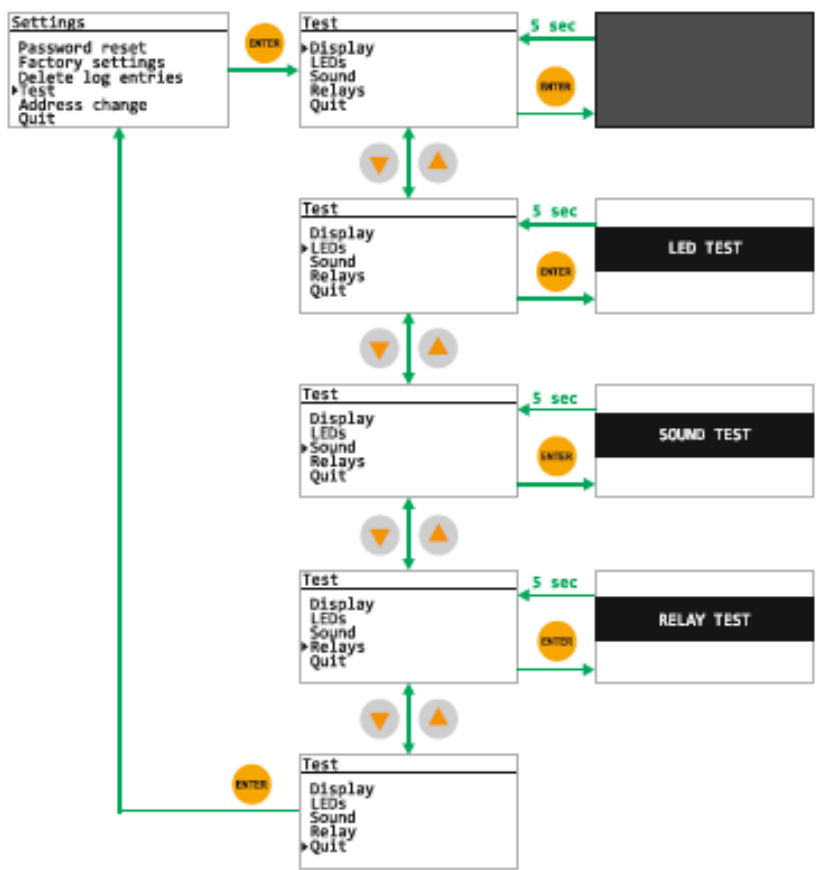 Settings
Password reset
Factory settings
Delete log entries
Test
Address change
Quit
ENTER
Test
Display
LEDs
Sound
Relays
Quit
5 sec
ENTER
Test
Display
LEDs
Sound
Relays
Quit
5 sec
ENTER
LED TEST
Test
Display
LEDs
Sound
Relays
Quit
5 sec
ENTER
SOUND TEST
Test
Display
LEDs
Sound
Relays
Quit
5 sec
ENTER
RELAY TEST
ENTER
Test
Display
LEDs
Sound
Relay
Quit